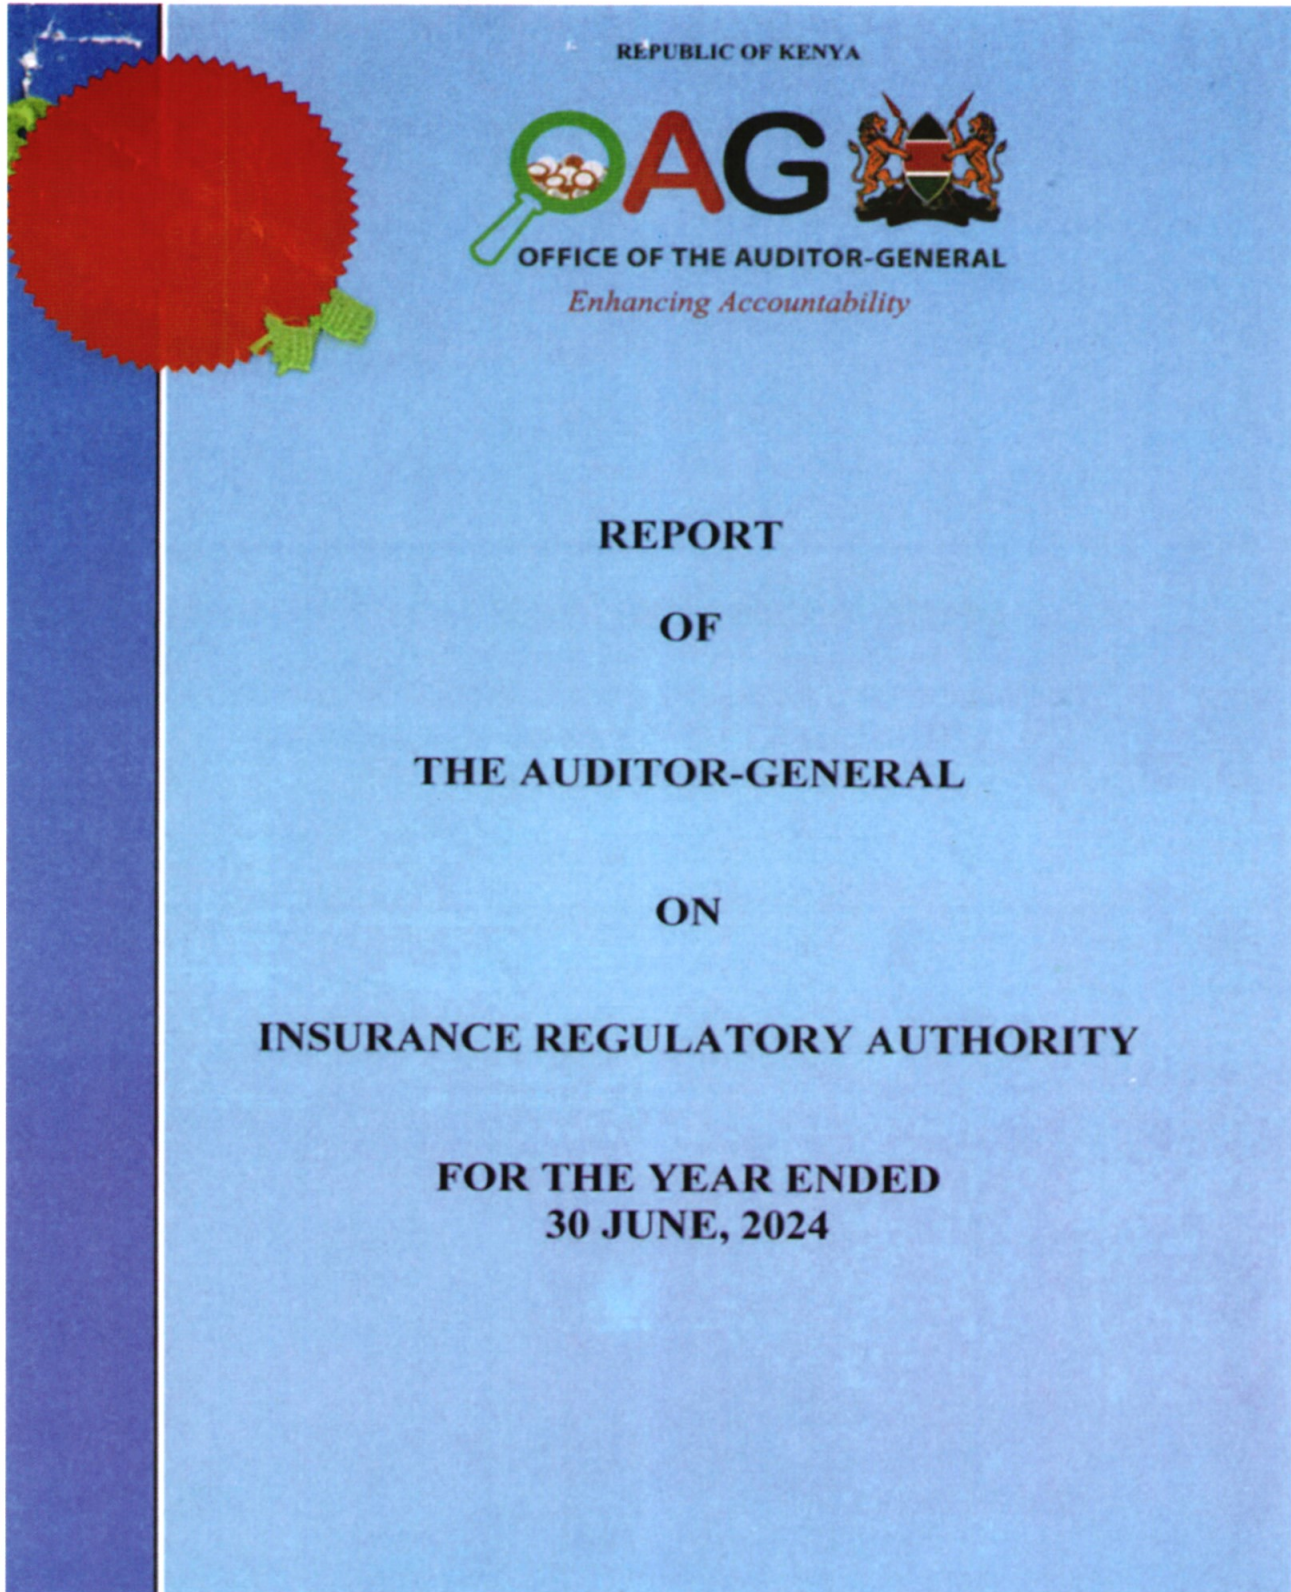 REPUBLIC OF KENYA
OAG
OFFICE OF THE AUDITOR-GENERAL
Enhancing Accountability
REPORT
OF
THE AUDITOR-GENERAL
ON
INSURANCE REGULATORY AUTHORITY
FOR THE YEAR ENDED
30 JUNE, 2024